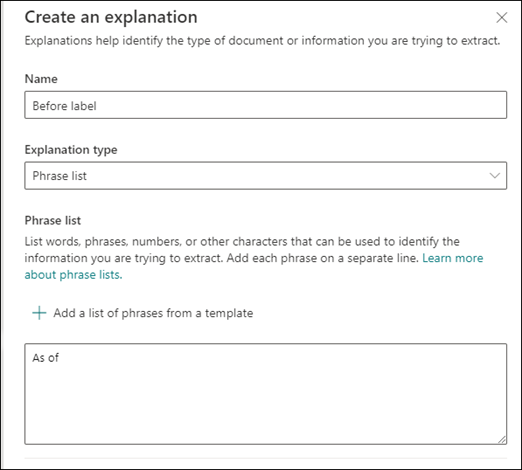 Create an explanation
Explanations help identify the type of document or information you are trying to extract.
Name
Before label
Explanation type
Phrase list
Phrase list
List words, phrases, numbers, or other characters that can be used to identify the
information you are trying to extract. Add each phrase on a separate line. Learn more
about phrase lists.
Add a list of phrases from a template
As of